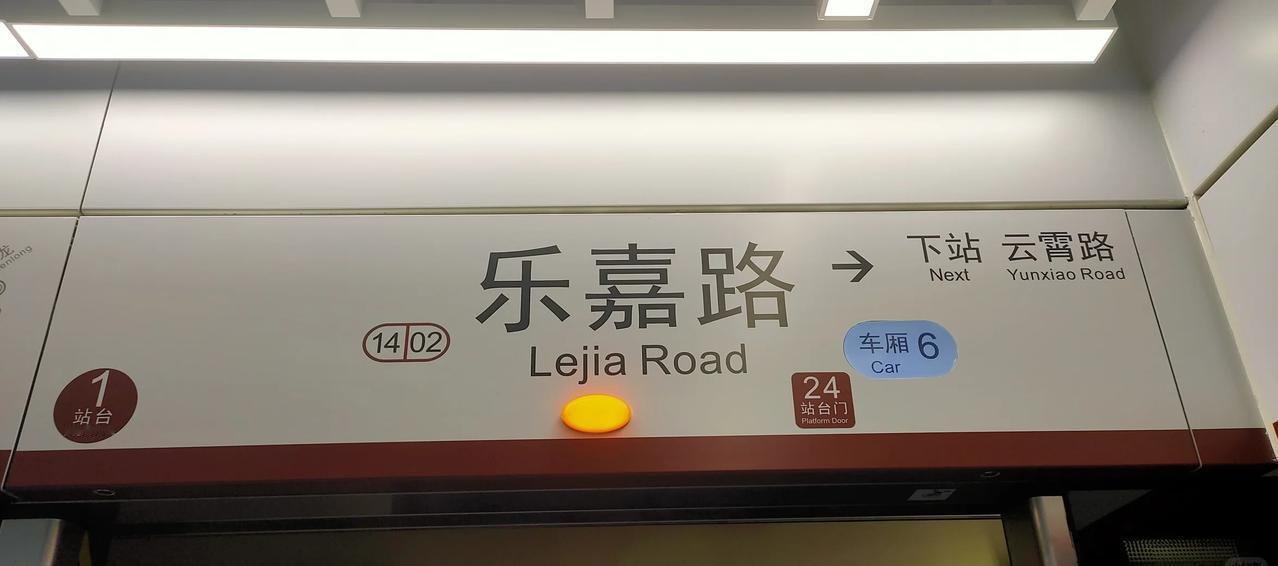 乐嘉路
Lejia Road
14 02
下站 云霄路
Next Yunxiao Road
车厢 6
Car
1
站台
24
站台门
Platform Door